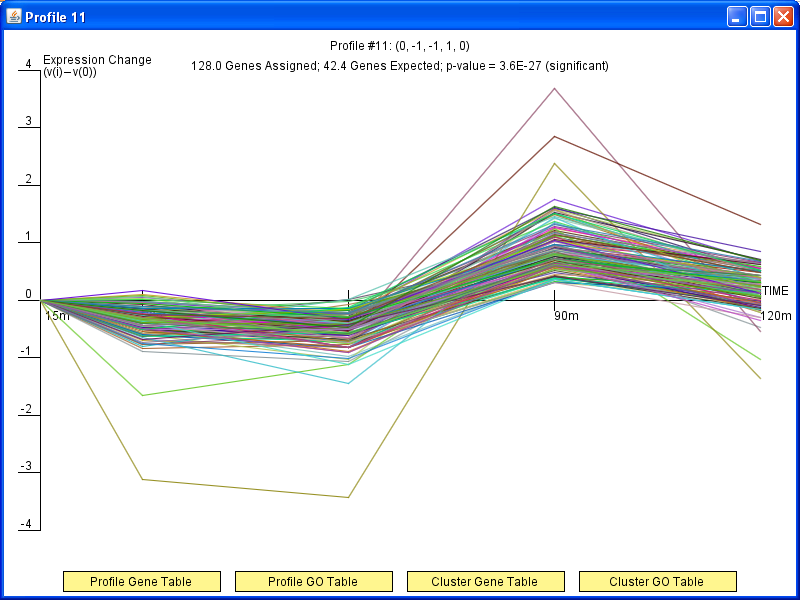 Profile 11
Profile #11: (0, -1, -1, 1, 0)
Expression Change
(v(i)−v(0))
128.0 Genes Assigned; 42.4 Genes Expected; p-value = 3.6E-27 (significant)
4
3
2
1
0
-1
-2
-3
-4
TIME
15m
90m
120m
Profile Gene Table
Profile GO Table
Cluster Gene Table
Cluster GO Table